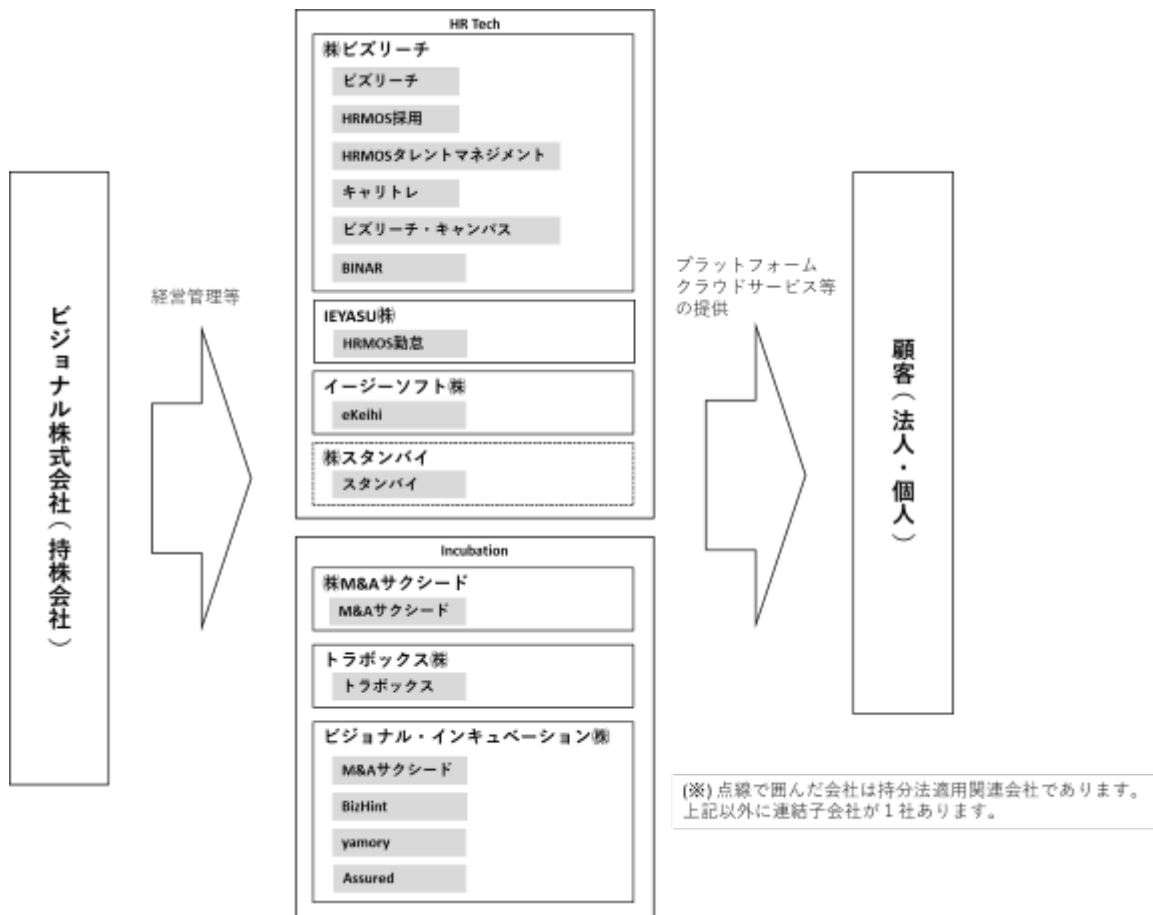 ビジョナル株式会社(持株会社)
経営管理等
HR Tech
㈱ビズリーチ
ビズリーチ
HRMOS採用
HRMOSタレントマネジメント
キャリトレ
ビズリーチ・キャンパス
BINAR
IEYASU㈱
HRMOS勤怠
イージーソフト㈱
eKeihi
㈱スタンバイ
スタンバイ
Incubation
㈱M&Aサクシード
M&Aサクシード
トラボックス㈱
トラボックス
ビジョナル・インキュベーション㈱
M&Aサクシード
BizHint
yamory
Assured
プラットフォーム
クラウドサービス等
の提供
顧客(法人・個人)
(※) 点線で囲んだ会社は持分法適用関連会社であります。
上記以外に連結子会社が1社あります。